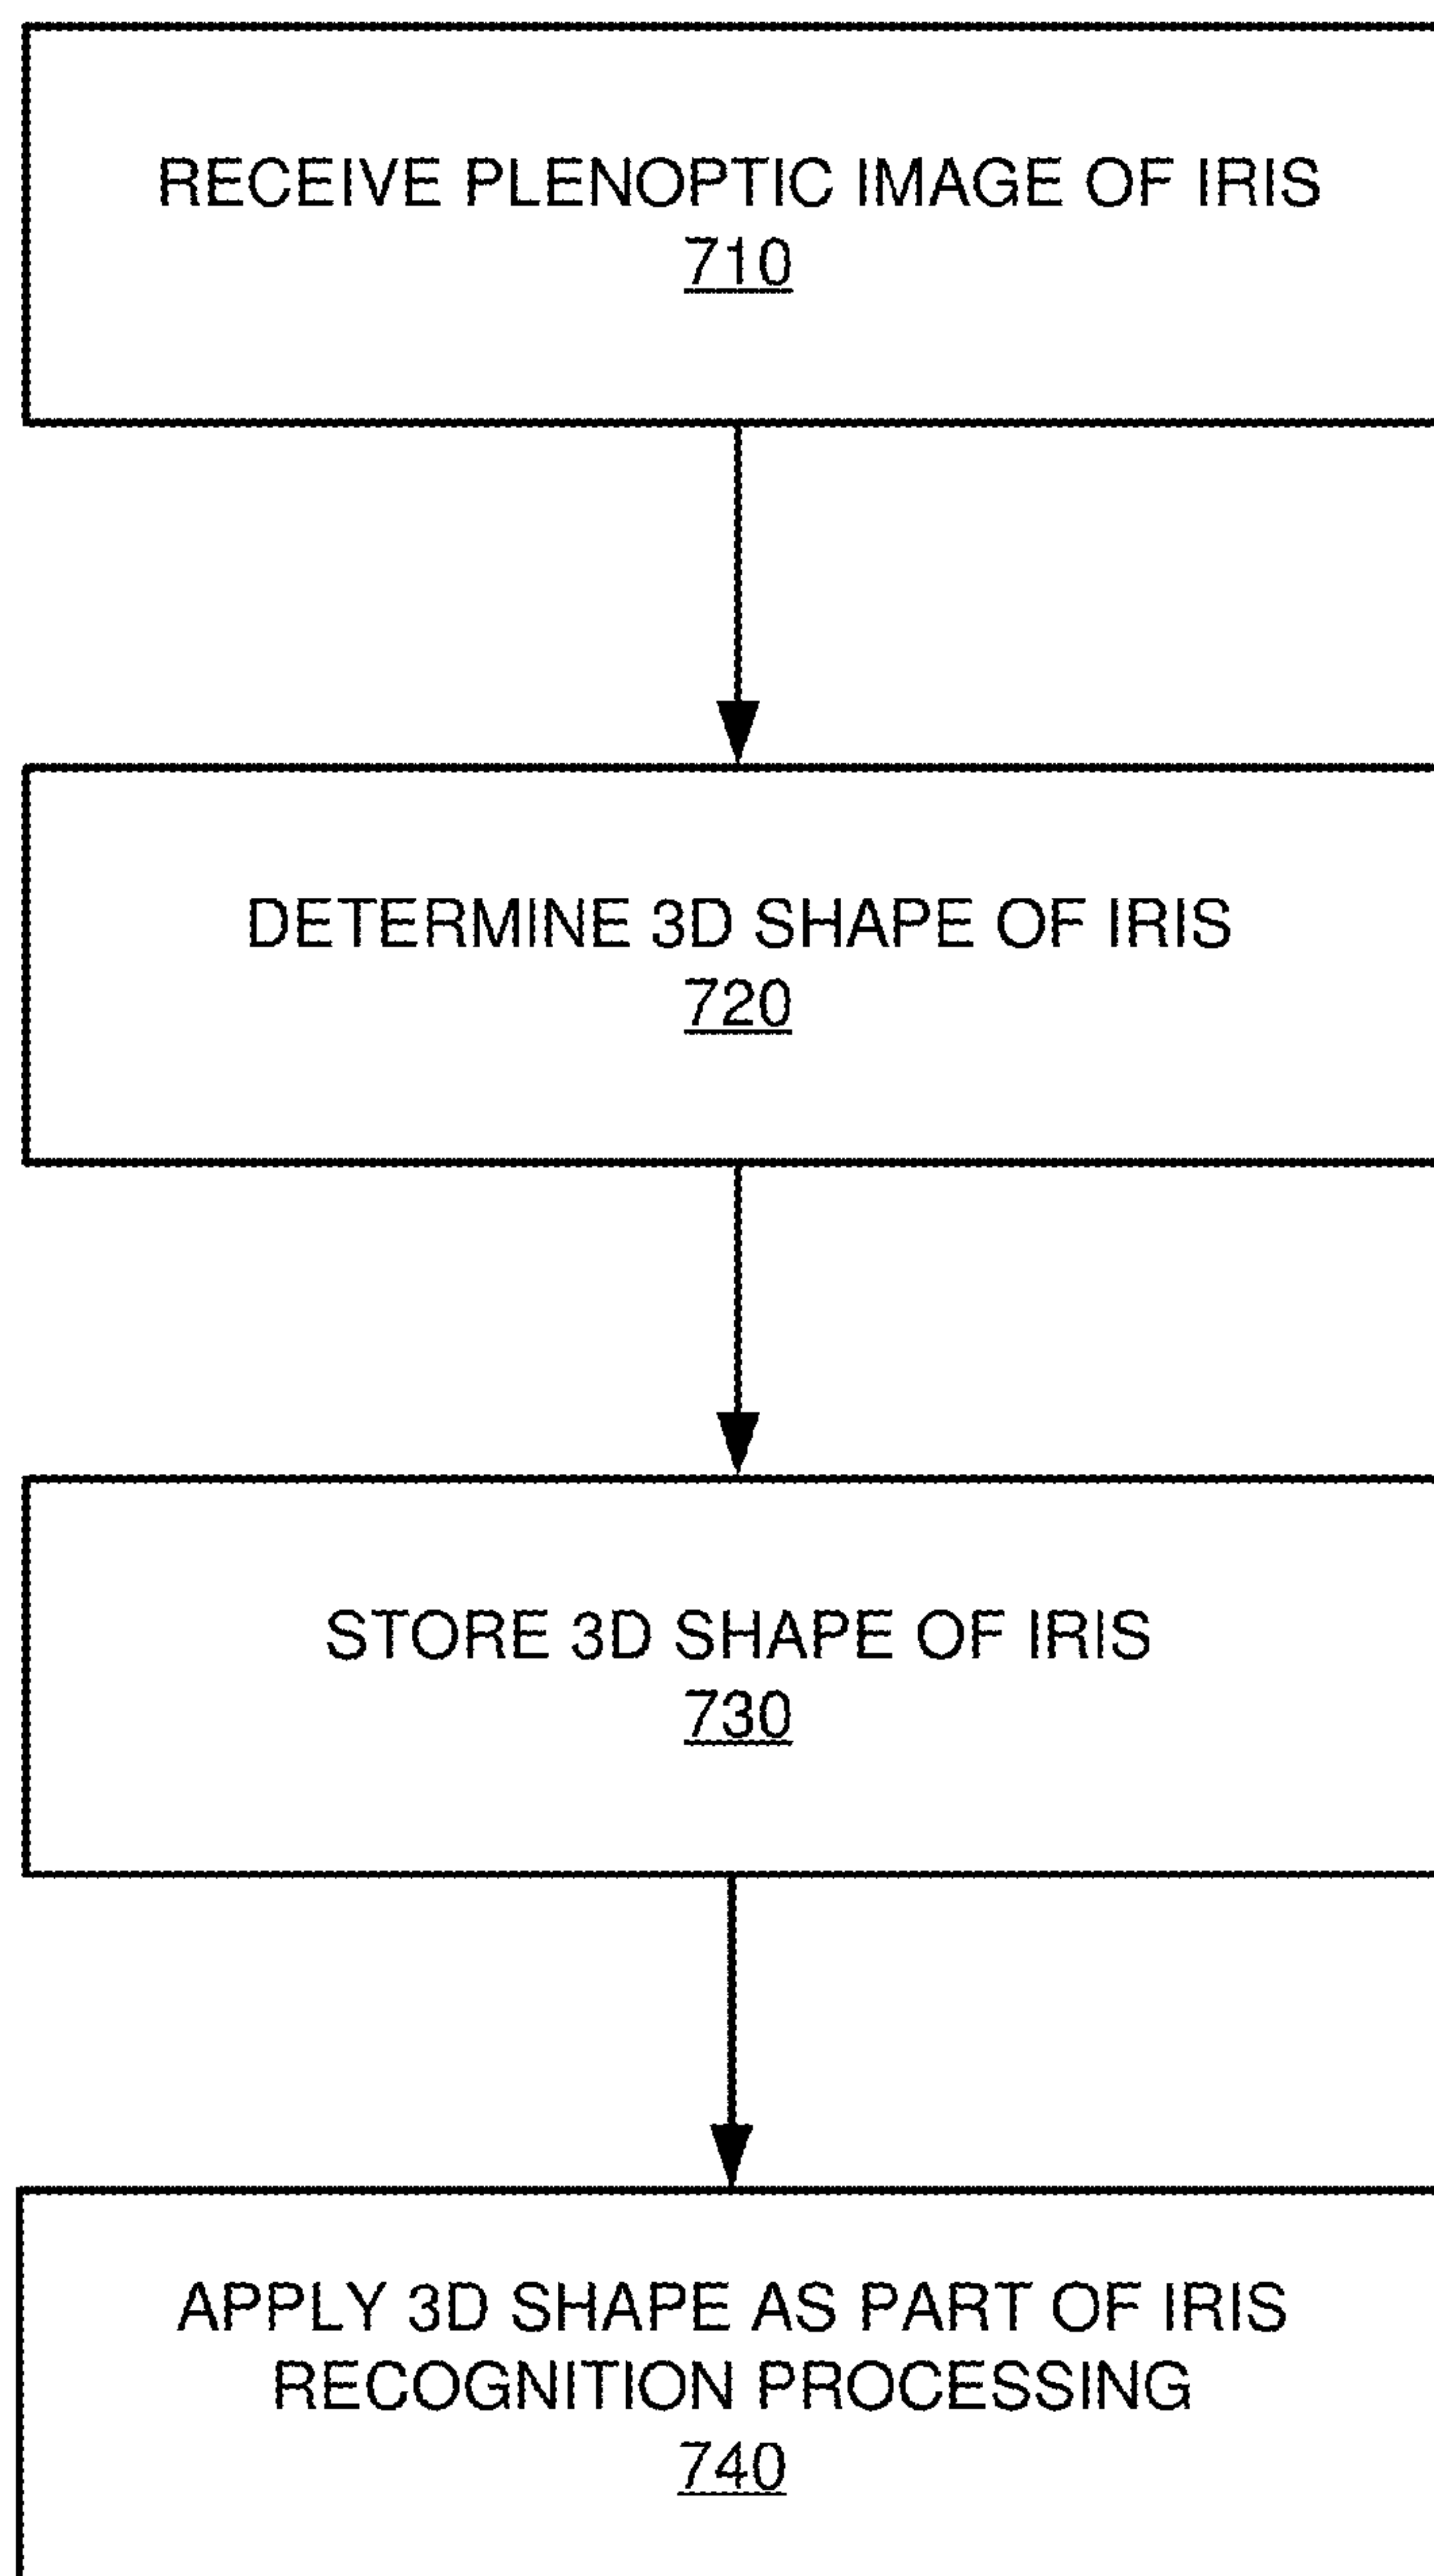 RECEIVE PLENOPTIC IMAGE OF IRIS
710
DETERMINE 3D SHAPE OF IRIS
720
STORE 3D SHAPE OF IRIS
730
APPLY 3D SHAPE AS PART OF IRIS
RECOGNITION PROCESSING
740